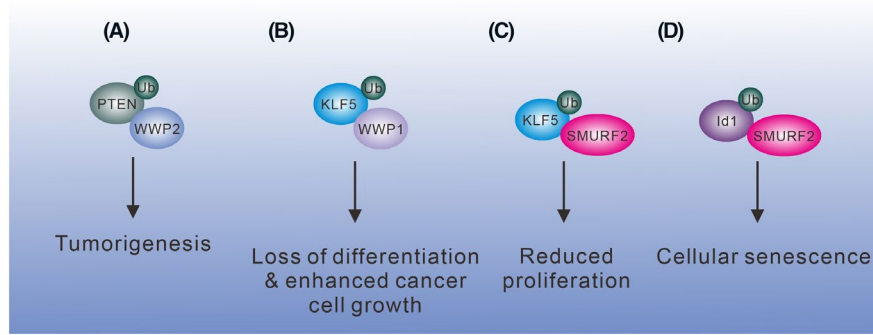 (A)
(B)
(C)
(D)
PTEN
Ub
WWP2
KLF5
Ub
WWP1
KLF5
Ub
SMURF2
Id1
Ub
SMURF2
Tumorigenesis
Loss of differentiation
& enhanced cancer
cell growth
Reduced
proliferation
Cellular senescence